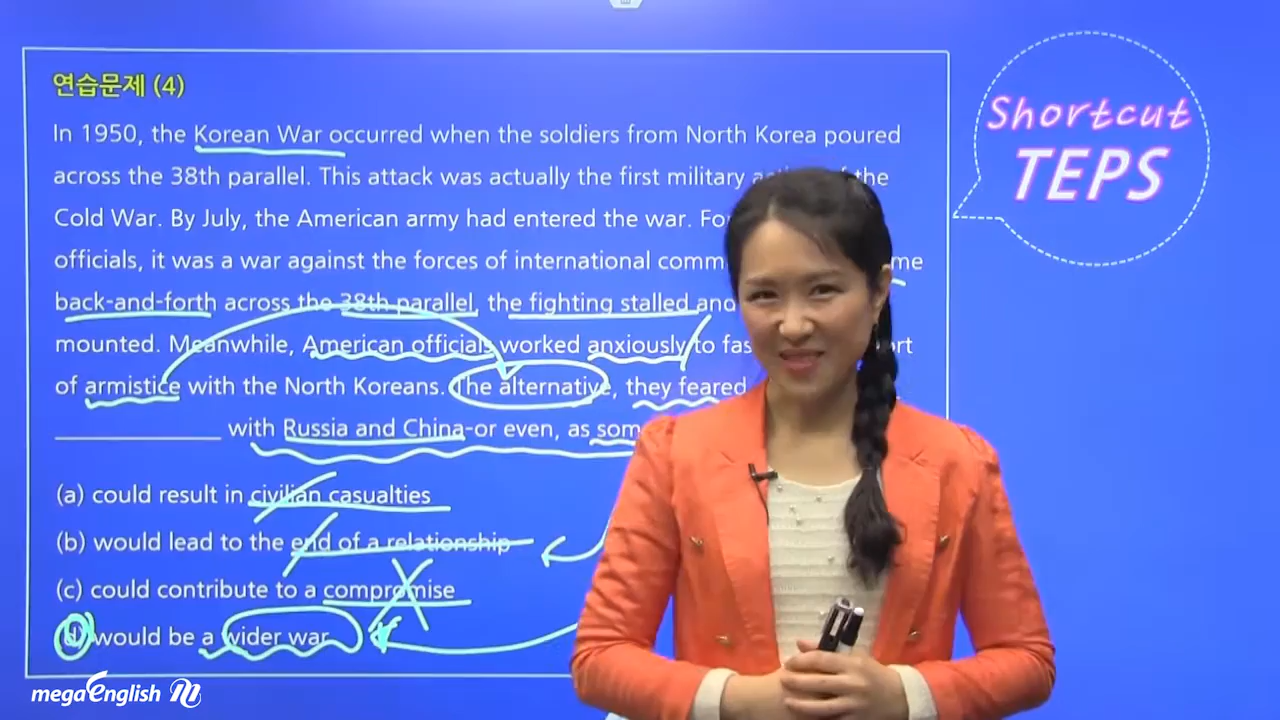 연습문제 (4)
In 1950, the Korean War occurred when the soldiers from North Korea poured
across the 38th parallel. This attack was actually the first military the
Cold War. By July, the American army had entered the war.
officials, it was a war against the forces of international
back-and-forth across the 38th parallel, the fighting stalled and
mounted. Meanwhile, American officials worked anxiously to
of armistice with the North Koreans. The alternative, they feared
with Russia and China-or even, as
(a) could result in civilian casualties
(b) would lead to the end of a relationship
(c) could contribute to a compromise
(d) would be a wider war
Shortcut
TEPS
megaEnglish M